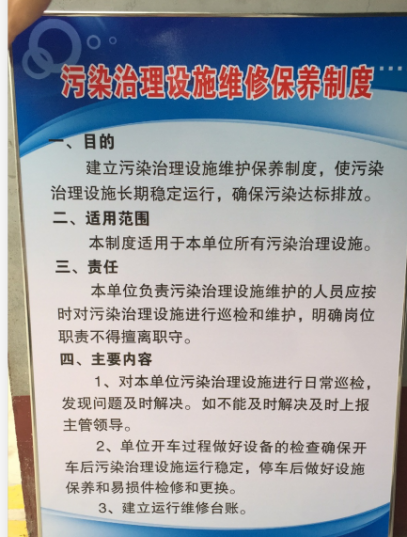 污染治理设施维修保养制度
一、目的
建立污染治理设施维护保养制度，使污染
治理设施长期稳定运行，确保污染达标排放。
二、适用范围
本制度适用于本单位所有污染治理设施。
三、责任
本单位负责污染治理设施维护的人员应按
时对污染治理设施进行巡检和维护，明确岗位
职责不得擅离职守。
四、主要内容
1、对本单位污染治理设施进行日常巡检，
发现问题及时解决。如不能及时解决及时上报
主管领导。
2、单位开车过程做好设备的检查确保开
车后污染治理设施运行稳定，停车后做好设施
保养和易损件检修和更换。
3、建立运行维修台账。